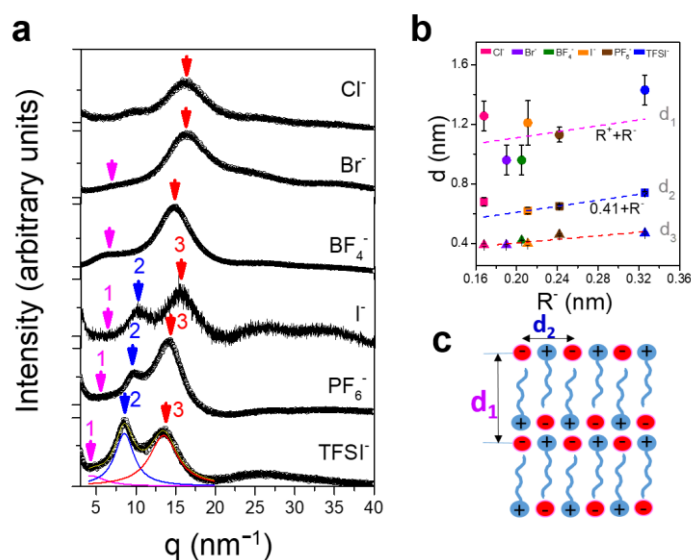 a
Intensity (arbitrary units)
Cl⁻
Br⁻
BF₄⁻
I⁻
PF₆⁻
TFSI⁻
1 2 3
1 2 3
1 2 3
5 10 15 20 25 30 35 40
q (nm⁻¹)
b
Cl⁻ Br⁻ BF₄⁻ I⁻ PF₆⁻ TFSI⁻
d (nm)
1.6
1.2
0.8
0.4
d₁
R⁺+R⁻
d₂
0.41+R⁻
d₃
0.16 0.20 0.24 0.28 0.32
R⁻ (nm)
c
d₂
d₁
- + - + - +
+ - + - + -
- + - + - +
+ - + - + -